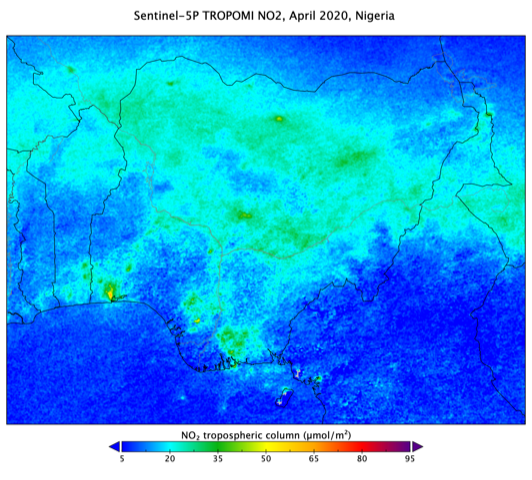 Sentinel-5P TROPOMI NO2, April 2020, Nigeria
NO₂ tropospheric column (μmol/m²)
5 20 35 50 65 80 95